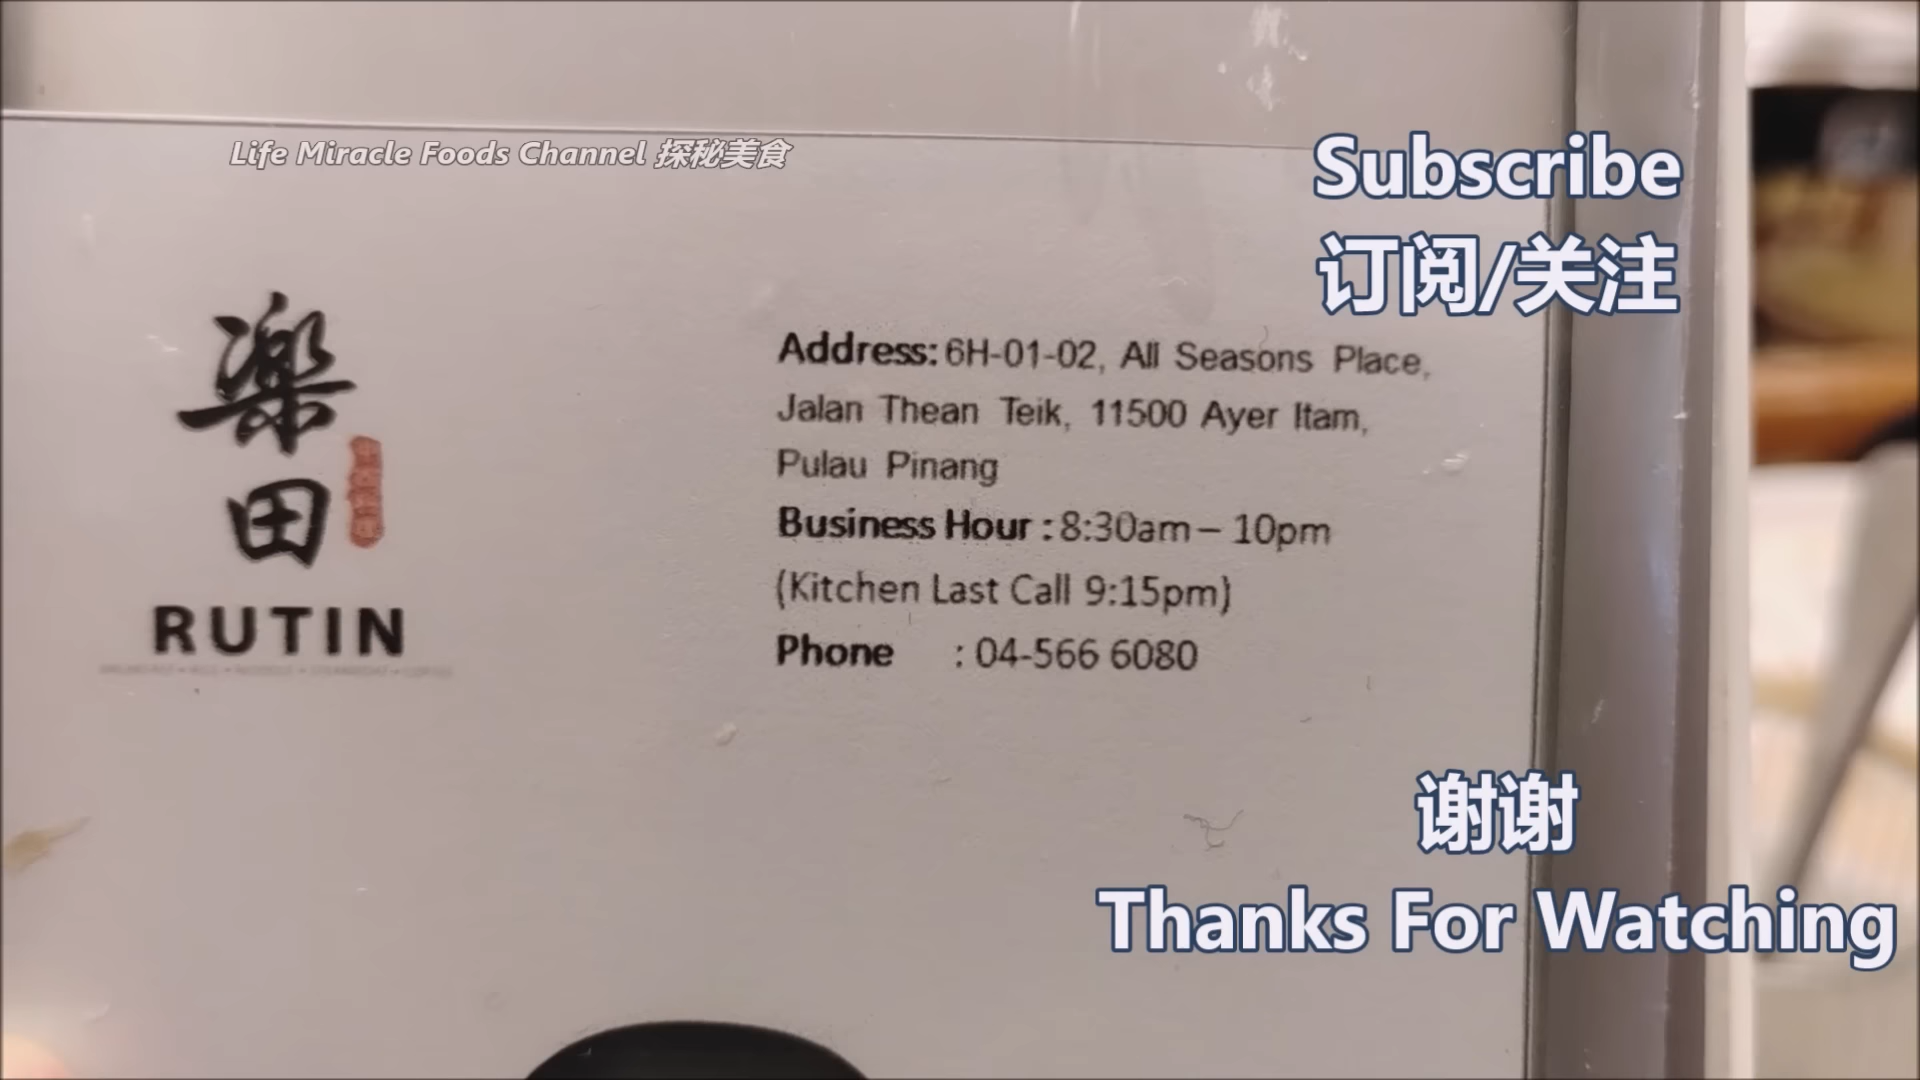 Life Miracle Foods Channel 探秘美食
Subscribe
订阅/关注
楽
田
RUTIN
Address: 6H-01-02, All Seasons Place,
Jalan Thean Teik, 11500 Ayer Itam,
Pulau Pinang
Business Hour : 8:30am – 10pm
(Kitchen Last Call 9:15pm)
Phone : 04-566 6080
谢谢
Thanks For Watching